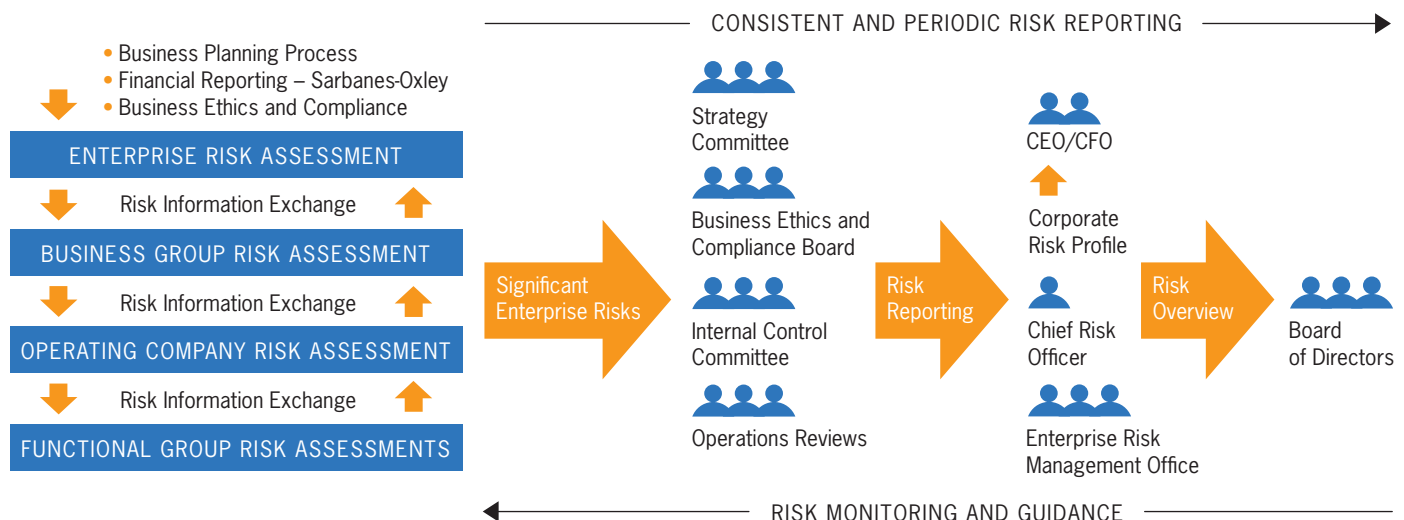 CONSISTENT AND PERIODIC RISK REPORTING
• Business Planning Process
• Financial Reporting – Sarbanes-Oxley
• Business Ethics and Compliance
ENTERPRISE RISK ASSESSMENT
Risk Information Exchange
BUSINESS GROUP RISK ASSESSMENT
Risk Information Exchange
OPERATING COMPANY RISK ASSESSMENT
Risk Information Exchange
FUNCTIONAL GROUP RISK ASSESSMENTS
Significant
Enterprise Risks
Strategy
Committee
Business Ethics and
Compliance Board
Internal Control
Committee
Operations Reviews
Risk
Reporting
CEO/CFO
Corporate
Risk Profile
Chief Risk
Officer
Enterprise Risk
Management Office
Risk
Overview
Board
of Directors
RISK MONITORING AND GUIDANCE